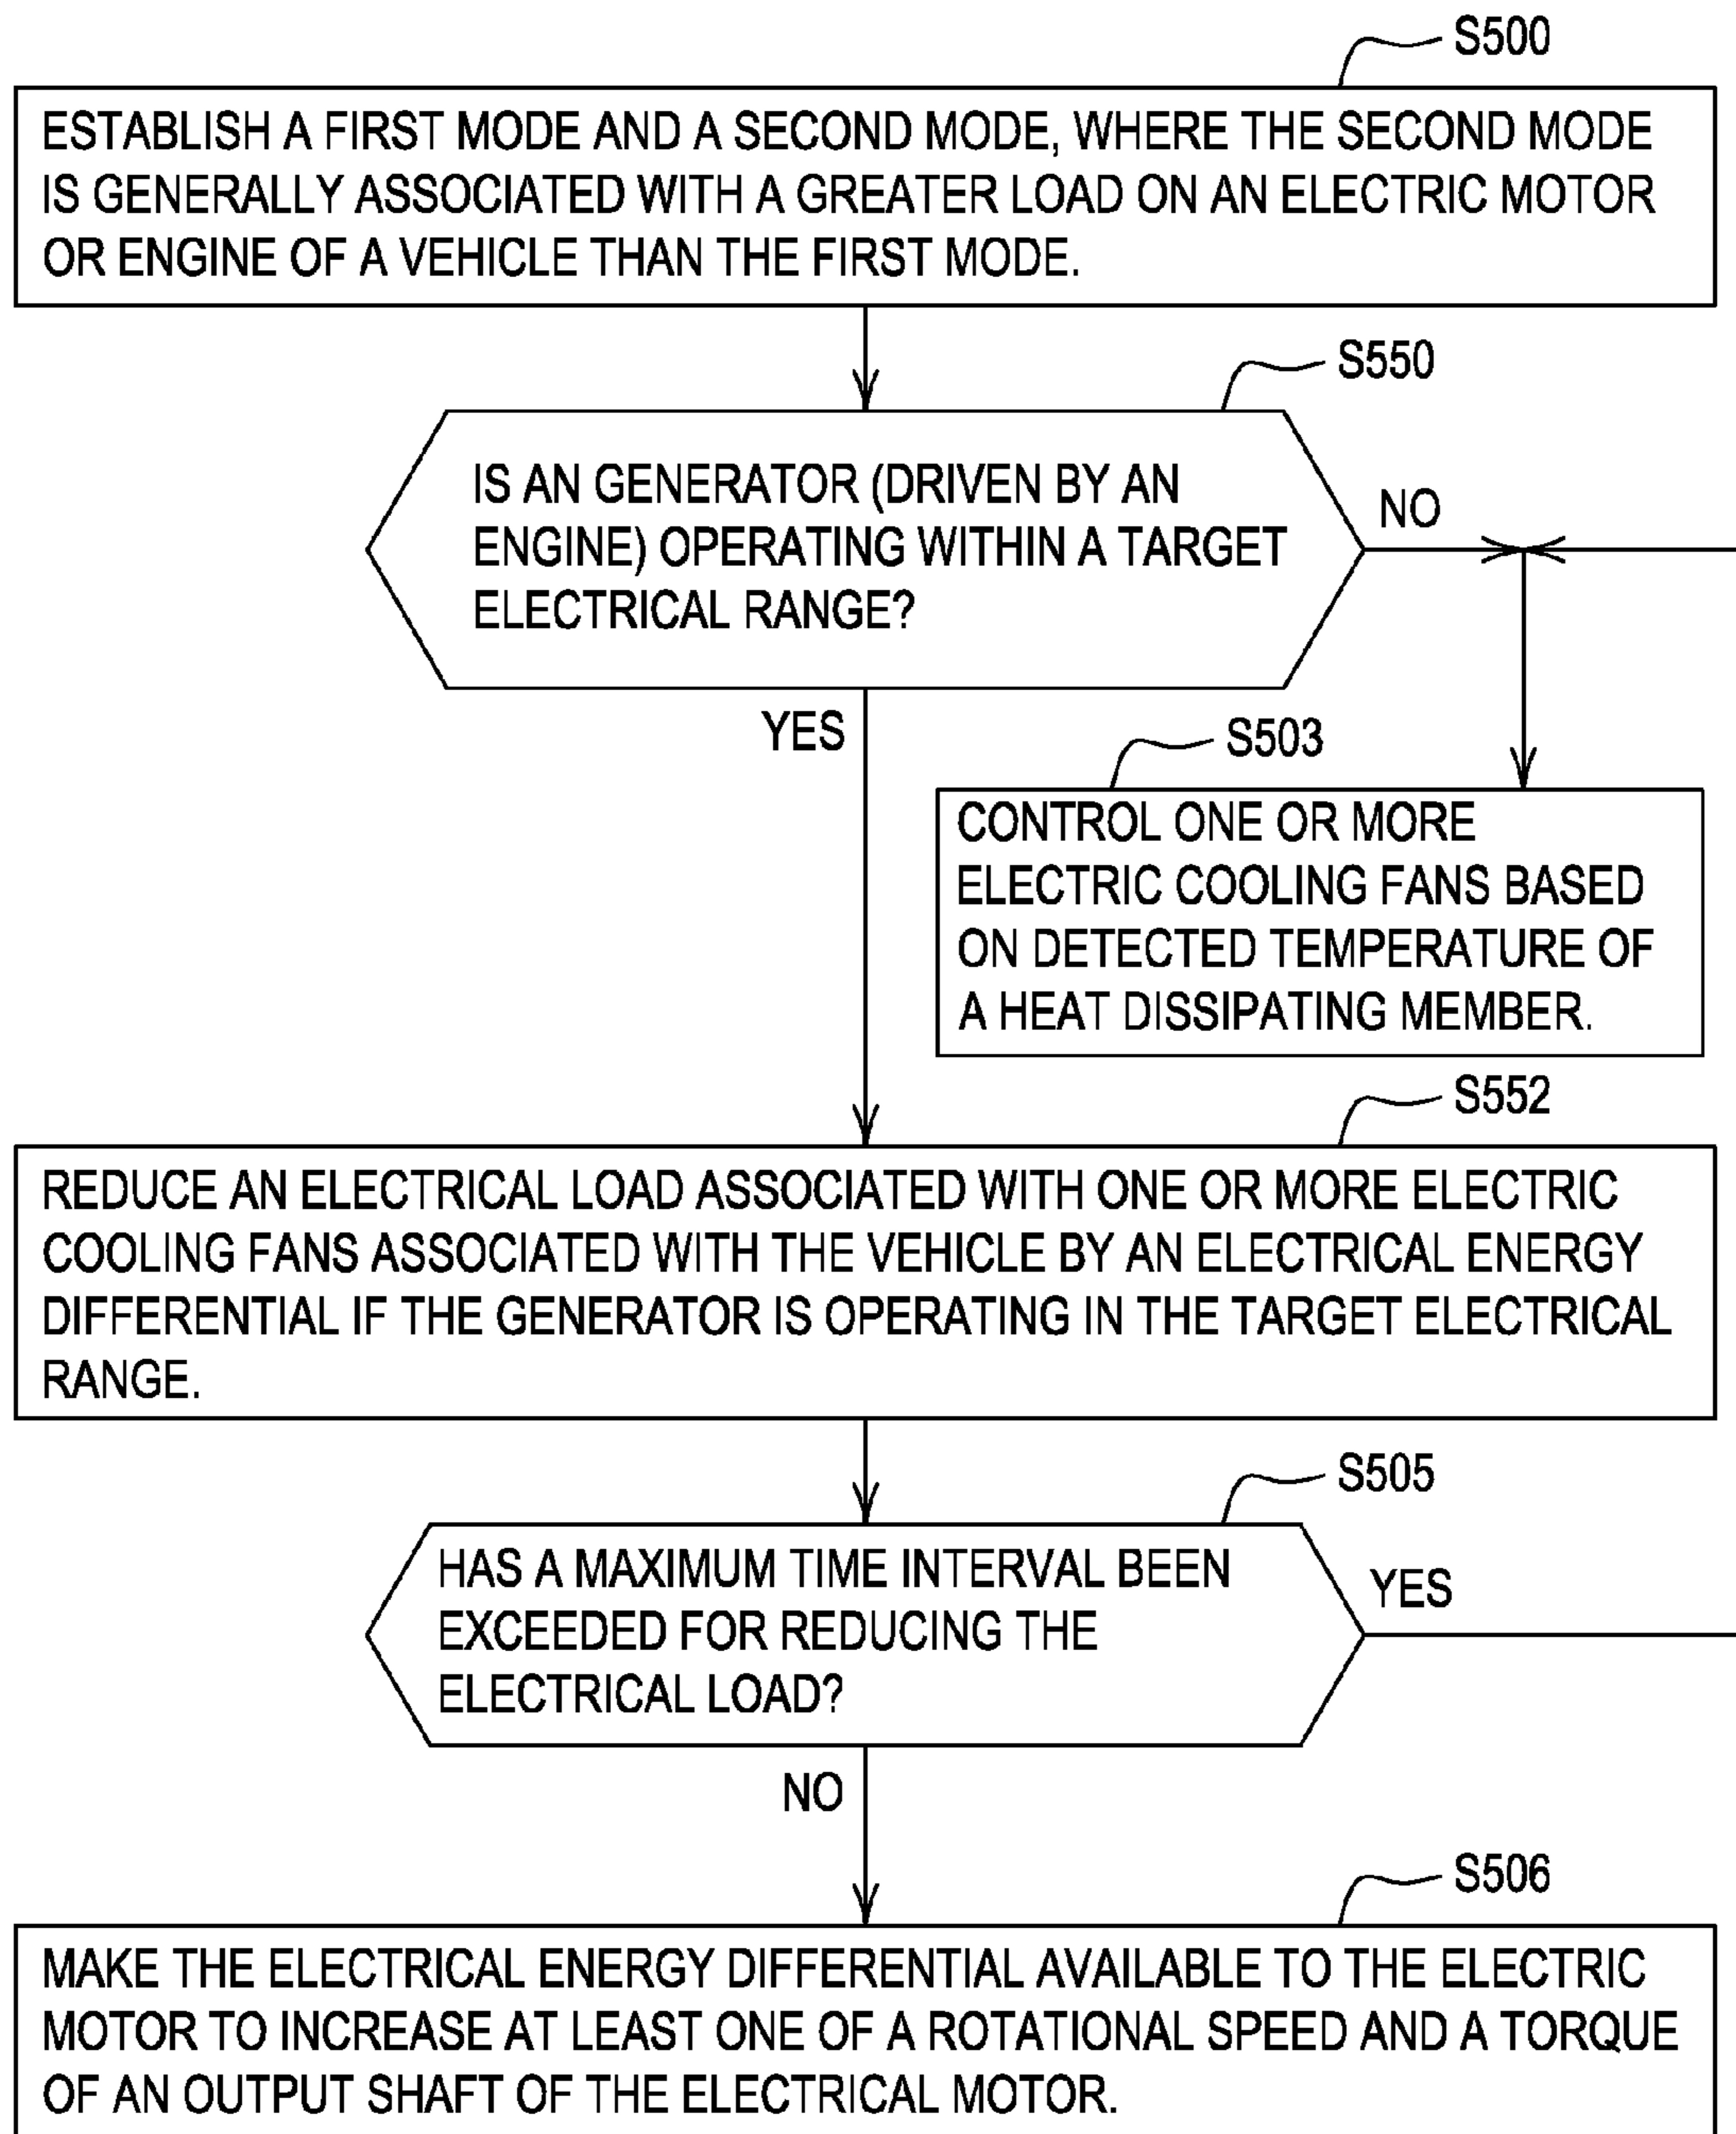 S500
ESTABLISH A FIRST MODE AND A SECOND MODE, WHERE THE SECOND MODE
IS GENERALLY ASSOCIATED WITH A GREATER LOAD ON AN ELECTRIC MOTOR
OR ENGINE OF A VEHICLE THAN THE FIRST MODE.
S550
IS AN GENERATOR (DRIVEN BY AN
ENGINE) OPERATING WITHIN A TARGET
ELECTRICAL RANGE?
NO
YES
S503
CONTROL ONE OR MORE
ELECTRIC COOLING FANS BASED
ON DETECTED TEMPERATURE OF
A HEAT DISSIPATING MEMBER.
S552
REDUCE AN ELECTRICAL LOAD ASSOCIATED WITH ONE OR MORE ELECTRIC
COOLING FANS ASSOCIATED WITH THE VEHICLE BY AN ELECTRICAL ENERGY
DIFFERENTIAL IF THE GENERATOR IS OPERATING IN THE TARGET ELECTRICAL
RANGE.
S505
HAS A MAXIMUM TIME INTERVAL BEEN
EXCEEDED FOR REDUCING THE
ELECTRICAL LOAD?
YES
NO
S506
MAKE THE ELECTRICAL ENERGY DIFFERENTIAL AVAILABLE TO THE ELECTRIC
MOTOR TO INCREASE AT LEAST ONE OF A ROTATIONAL SPEED AND A TORQUE
OF AN OUTPUT SHAFT OF THE ELECTRICAL MOTOR.